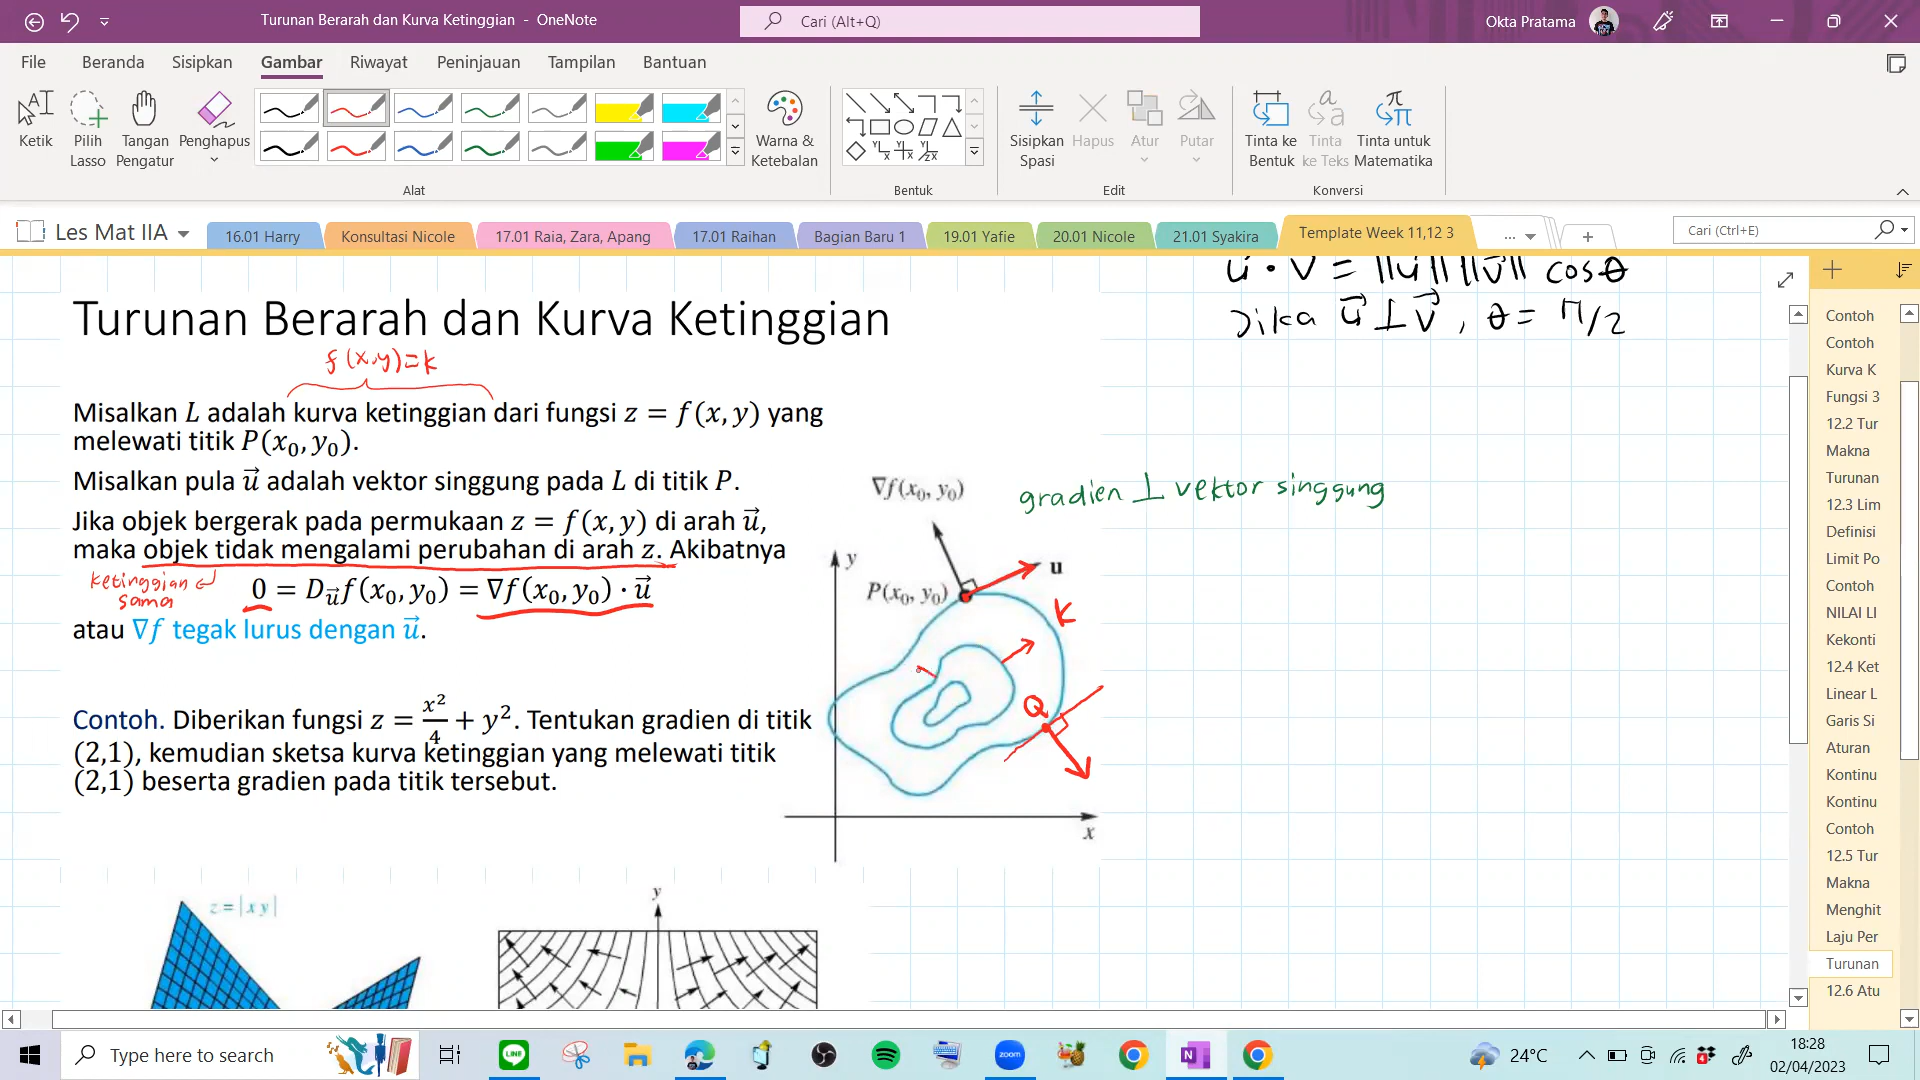 Turunan Berarah dan Kurva Ketinggian - OneNote
Cari (Alt+Q)
Okta Pratama
File Beranda Sisipkan Gambar Riwayat Peninjauan Tampilan Bantuan
Ketik
Pilih Lasso
Tangan Pengatur
Penghapus
Warna & Ketebalan
Sisipkan Spasi
Hapus
Atur
Putar
Tinta ke Bentuk
Tinta ke Teks
Tinta untuk Matematika
Alat
Bentuk
Edit
Konversi
Les Mat IIA
16.01 Harry
Konsultasi Nicole
17.01 Raia, Zara, Apang
17.01 Raihan
Bagian Baru 1
19.01 Yafie
20.01 Nicole
21.01 Syakira
Template Week 11,12 3
...
Cari (Ctrl+E)
u · v = ||u|| ||v⃗|| cos θ
Jika u⃗ ⊥ v⃗, θ = π/2
Turunan Berarah dan Kurva Ketinggian
f(x,y)=k
Misalkan L adalah kurva ketinggian dari fungsi z = f(x, y) yang
melewati titik P(x₀, y₀).
Misalkan pula u⃗ adalah vektor singgung pada L di titik P.
Jika objek bergerak pada permukaan z = f(x, y) di arah u⃗,
maka objek tidak mengalami perubahan di arah z. Akibatnya
ketinggian
sama
0 = D_u⃗ f(x₀, y₀) = ∇f(x₀, y₀) · u⃗
atau ∇f tegak lurus dengan u⃗.
Contoh. Diberikan fungsi z = x²/4 + y². Tentukan gradien di titik
(2,1), kemudian sketsa kurva ketinggian yang melewati titik
(2,1) beserta gradien pada titik tersebut.
∇f(x₀, y₀)
gradien ⊥ vektor singgung
y
u
P(x₀, y₀)
k
Q
x
z = |x y|
y
Contoh
Contoh
Kurva K
Fungsi 3
12.2 Tur
Makna
Turunan
12.3 Lim
Definisi
Limit Po
Contoh
NILAI LI
Kekonti
12.4 Ket
Linear L
Garis Si
Aturan
Kontinu
Kontinu
Contoh
12.5 Tur
Makna
Menghit
Laju Per
Turunan
12.6 Atu
Type here to search
LINE
zoom
N
24°C
18:28
02/04/2023